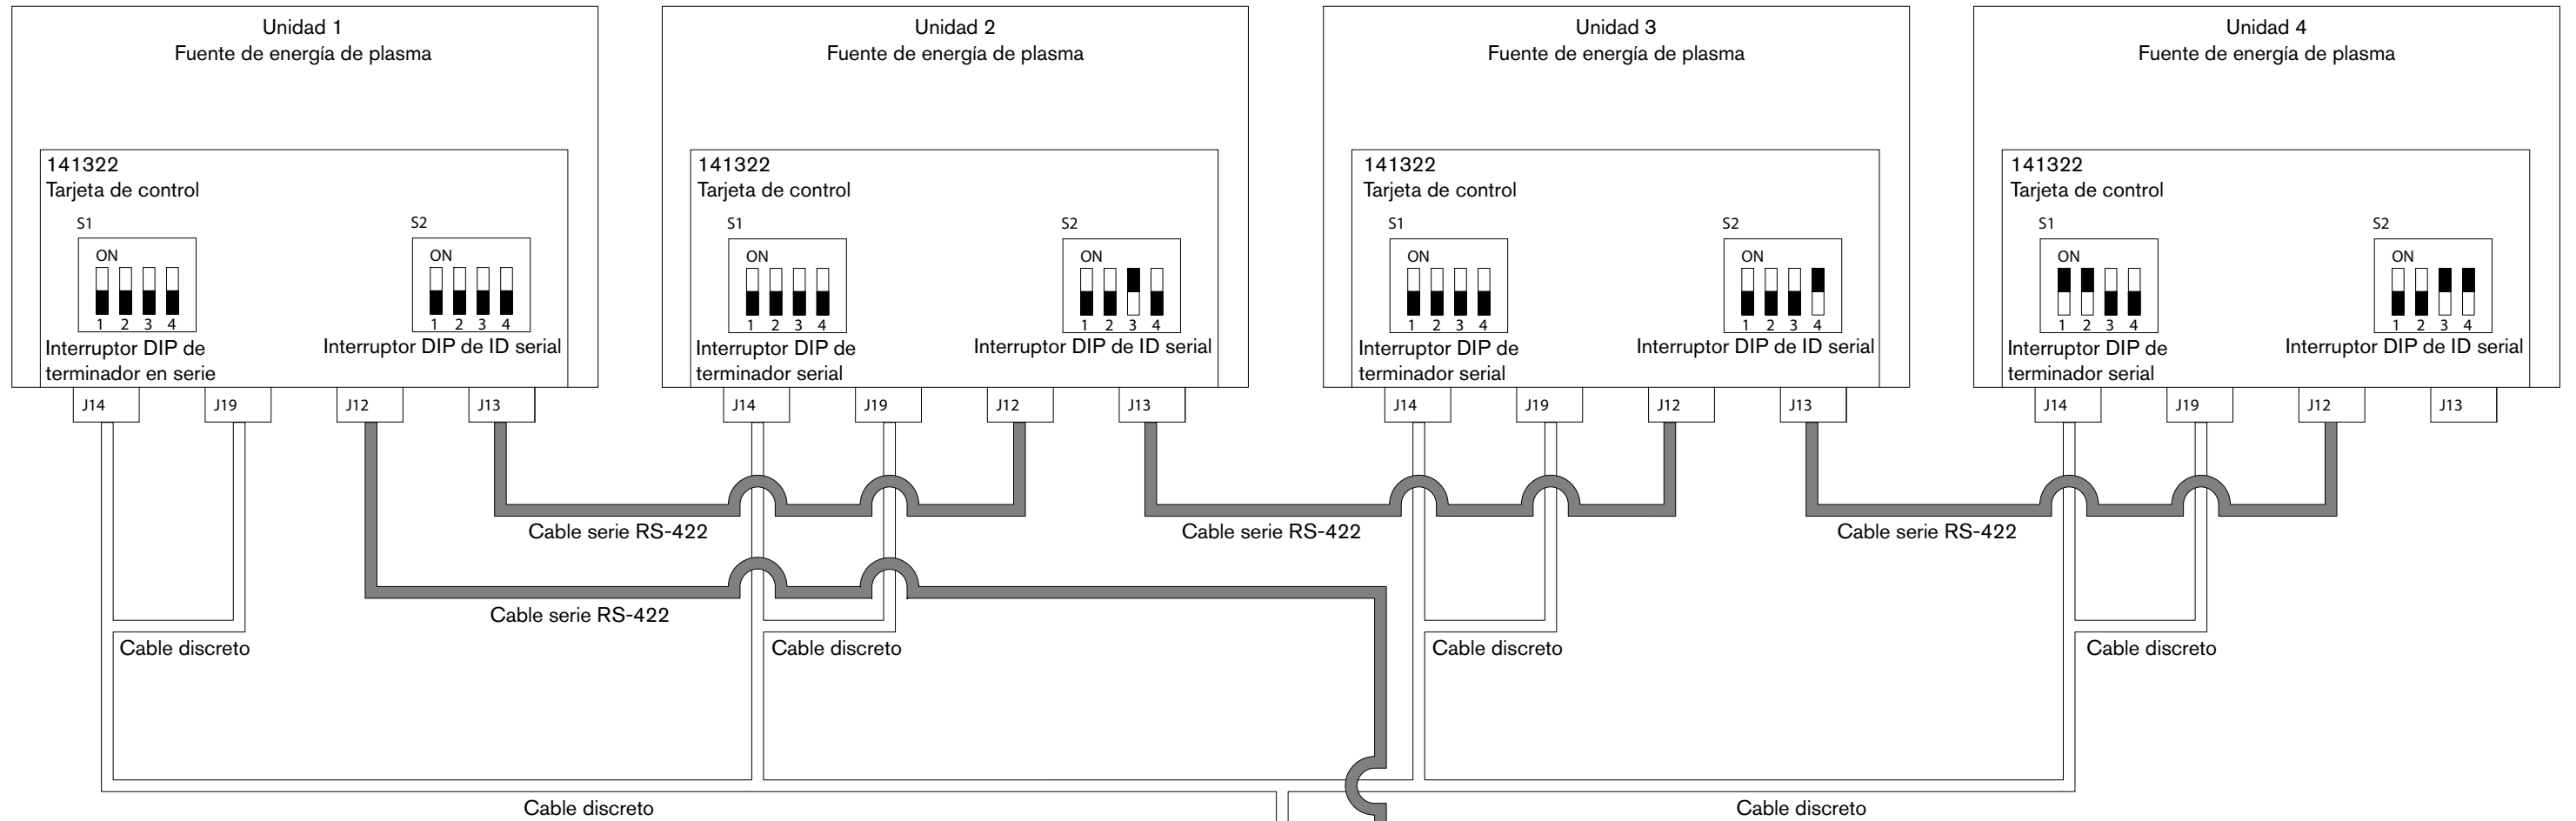 Unidad 1
Fuente de energía de plasma
141322
Tarjeta de control
S1
ON
1 2 3 4
Interruptor DIP de
terminador en serie
S2
ON
1 2 3 4
Interruptor DIP de ID serial
J14
J19
J12
J13
Unidad 2
Fuente de energía de plasma
141322
Tarjeta de control
S1
ON
1 2 3 4
Interruptor DIP de
terminador serial
S2
ON
1 2 3 4
Interruptor DIP de ID serial
J14
J19
J12
J13
Unidad 3
Fuente de energía de plasma
141322
Tarjeta de control
S1
ON
1 2 3 4
Interruptor DIP de
terminador serial
S2
ON
1 2 3 4
Interruptor DIP de ID serial
J14
J19
J12
J13
Unidad 4
Fuente de energía de plasma
141322
Tarjeta de control
S1
ON
1 2 3 4
Interruptor DIP de
terminador serial
S2
ON
1 2 3 4
Interruptor DIP de ID serial
J14
J19
J12
J13
Cable serie RS-422
Cable serie RS-422
Cable serie RS-422
Cable serie RS-422
Cable discreto
Cable discreto
Cable discreto
Cable discreto
Cable discreto
Cable discreto